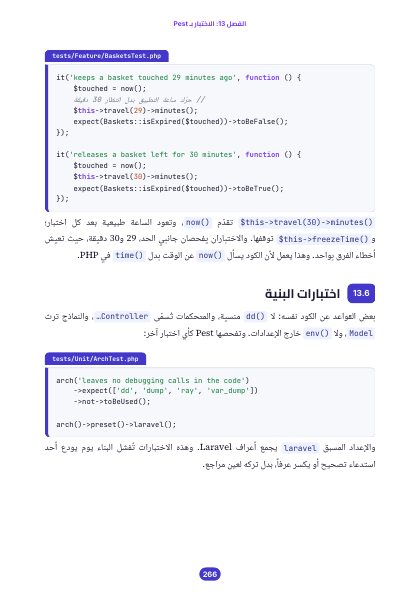 الفصل 13: الاختبار بـ Pest
tests/Feature/BasketsTest.php
it('keeps a basket touched 29 minutes ago', function () {
    $touched = now();
    // حرّك ساعة التطبيق بدل انتظار 30 دقيقة
    $this->travel(29)->minutes();
    expect(Baskets::isExpired($touched))->toBeFalse();
});
it('releases a basket left for 30 minutes', function () {
    $touched = now();
    $this->travel(30)->minutes();
    expect(Baskets::isExpired($touched))->toBeTrue();
});
$this->travel(30)->minutes() تقدّم now()، وتعود الساعة طبيعية بعد كل اختبار؛
و$this->freezeTime() توقفها. والاختباران يفحصان جانبي الحد، 29 و30 دقيقة، حيث تعيش
أخطاء الفرق بواحد. وهذا يعمل لأن الكود يسأل now() عن الوقت بدل time() في PHP.
13.6 اختبارات البنية
بعض القواعد عن الكود نفسه: لا dd() منسية، والمتحكمات تُسمّى …Controller، والنماذج ترث
Model، ولا env() خارج الإعدادات. وتفحصها Pest كأي اختبار آخر:
tests/Unit/ArchTest.php
arch('leaves no debugging calls in the code')
    ->expect(['dd', 'dump', 'ray', 'var_dump'])
    ->not->toBeUsed();
arch()->preset()->laravel();
والإعداد المسبق laravel يجمع أعراف Laravel. وهذه الاختبارات تُفشل البناء يوم يودع أحد
استدعاء تصحيح أو يكسر عرفاً، بدل تركه لعين مراجع.
266